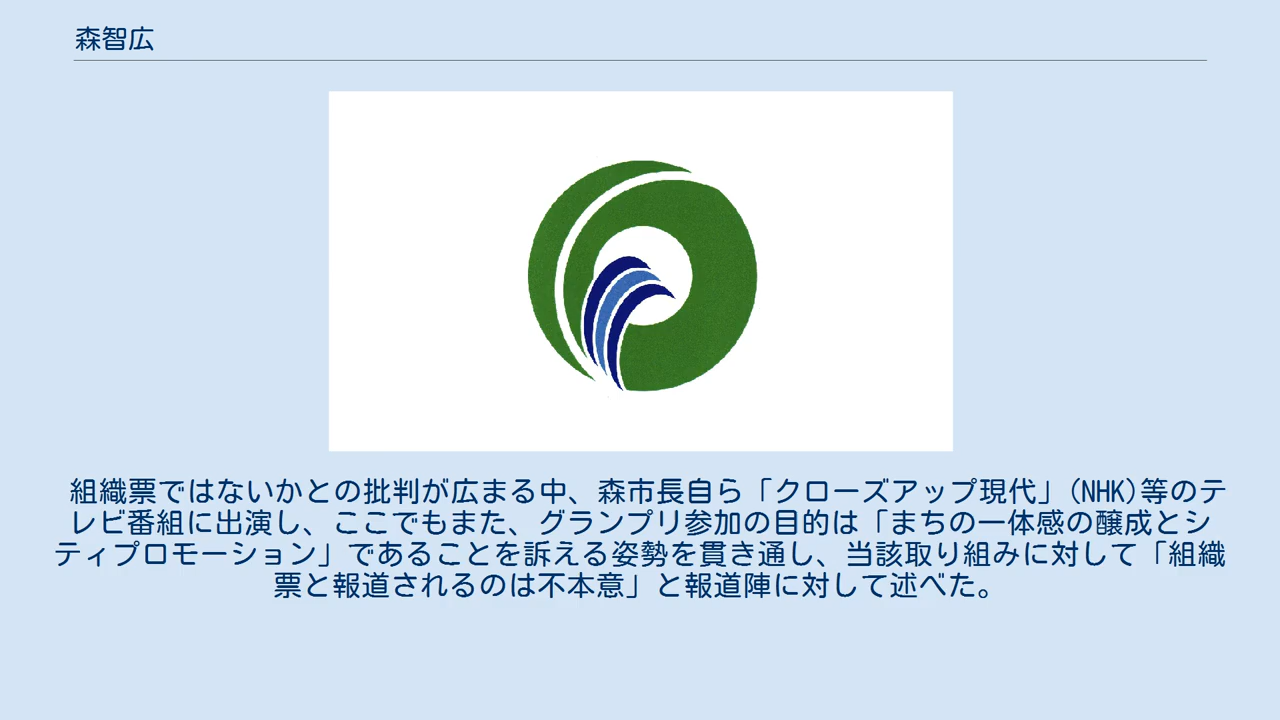 森智広
組織票ではないかとの批判が広まる中、森市長自ら「クローズアップ現代」(NHK)等のテ
レビ番組に出演し、ここでもまた、グランプリ参加の目的は「まちの一体感の醸成とシ
ティプロモーション」であることを訴える姿勢を貫き通し、当該取り組みに対して「組織
票と報道されるのは不本意」と報道陣に対して述べた。